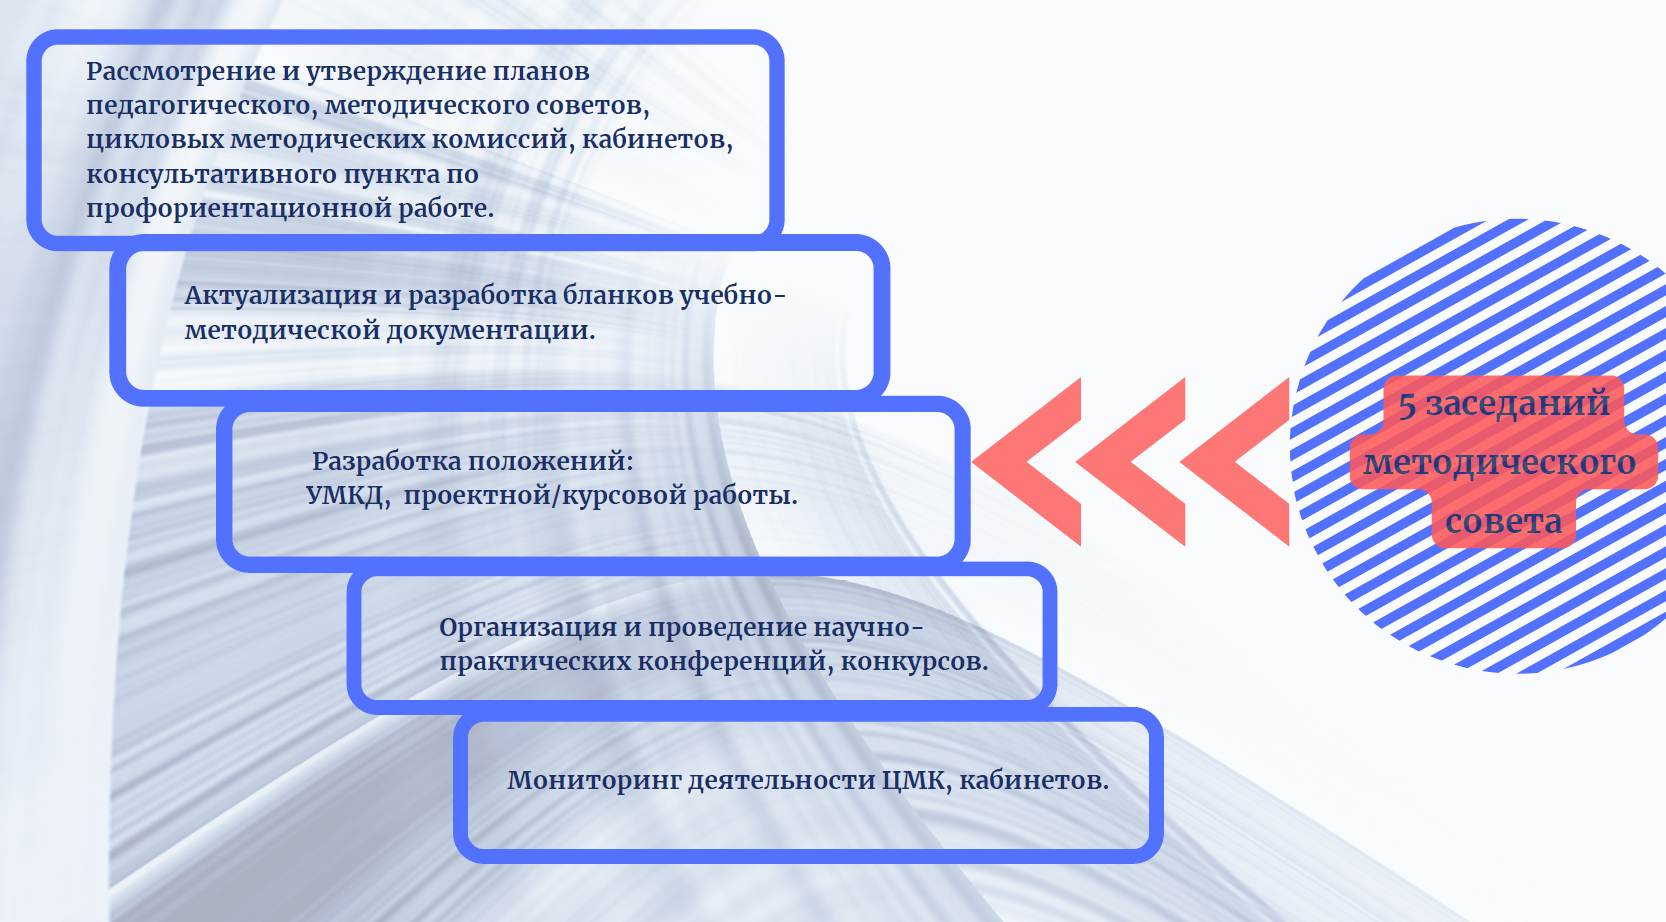 Рассмотрение и утверждение планов
педагогического, методического советов,
цикловых методических комиссий, кабинетов,
консультативного пункта по
профориентационной работе.
Актуализация и разработка бланков учебно-
методической документации.
Разработка положений:
УМКД, проектной/курсовой работы.
Организация и проведение научно-
практических конференций, конкурсов.
Мониторинг деятельности ЦМК, кабинетов.
5 заседаний
методического
совета